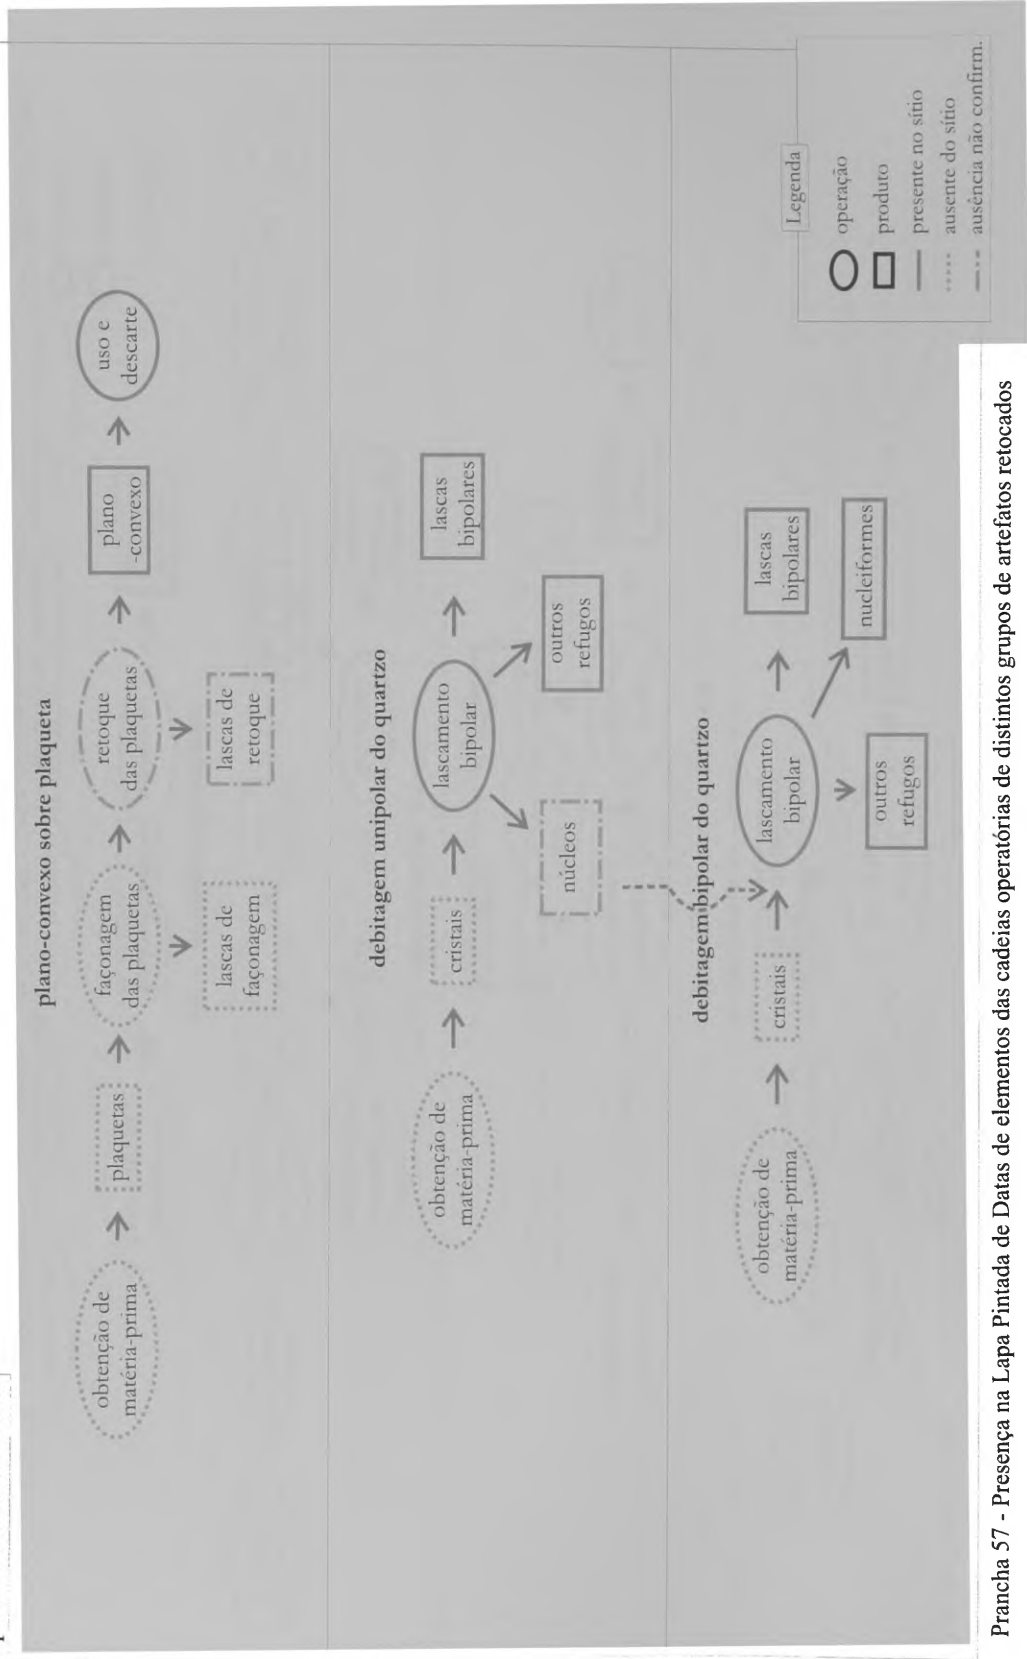 plano-convexo sobre plaqueta
obtenção de
matéria-prima
plaquetas
façonagem
das plaquetas
retoque
das plaquetas
plano
-convexo
uso e
descarte
lascas de
façonagem
lascas de
retoque
debitagem unipolar do quartzo
obtenção de
matéria-prima
cristais
lascamento
bipolar
lascas
bipolares
núcleos
outros
refugos
debitagem bipolar do quartzo
obtenção de
matéria-prima
cristais
lascamento
bipolar
lascas
bipolares
outros
refugos
nucleiformes
Legenda
operação
produto
presente no sítio
ausente do sítio
ausência não confirm.
Prancha 57 - Presença na Lapa Pintada de Datas de elementos das cadeias operatórias de distintos grupos de artefatos retocados